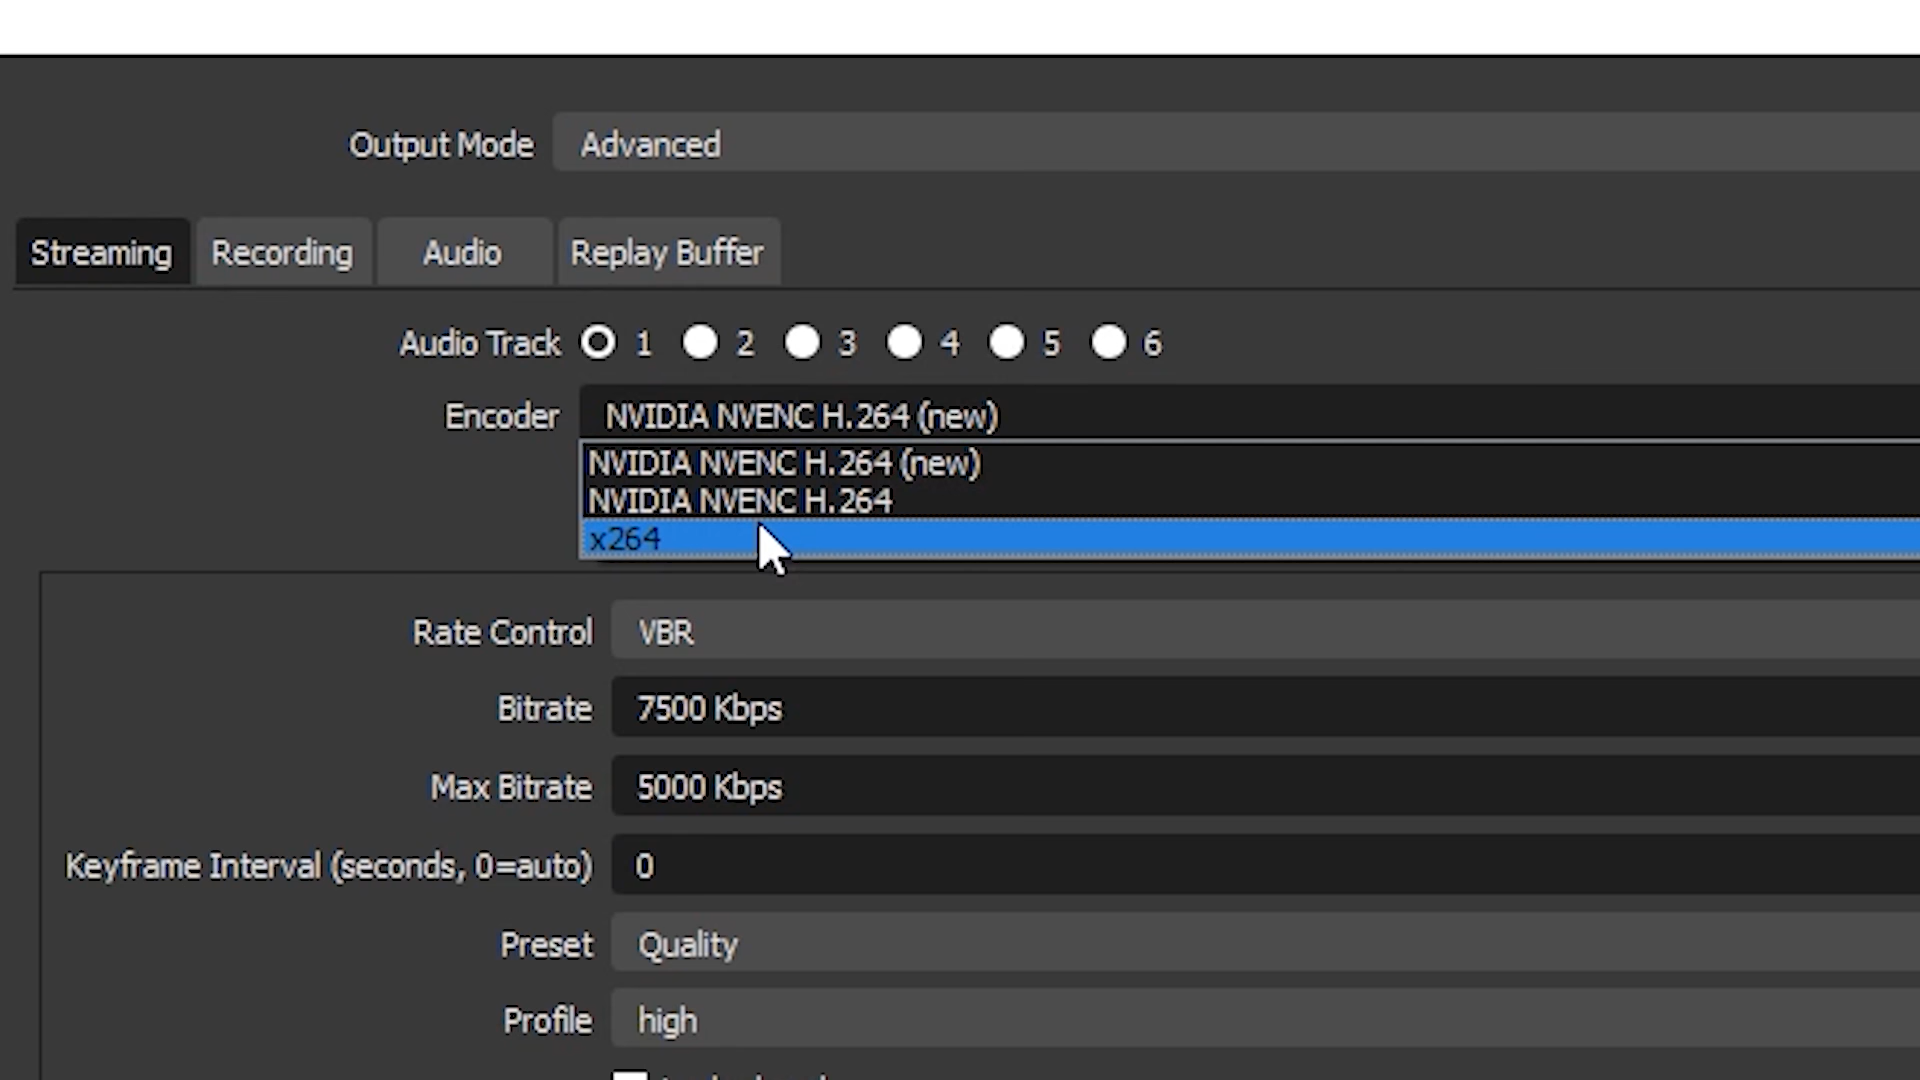 Output Mode Advanced
Streaming Recording Audio Replay Buffer
Audio Track 1 2 3 4 5 6
Encoder NVIDIA NVENC H.264 (new)
NVIDIA NVENC H.264 (new)
NVIDIA NVENC H.264
x264
Rate Control VBR
Bitrate 7500 Kbps
Max Bitrate 5000 Kbps
Keyframe Interval (seconds, 0=auto) 0
Preset Quality
Profile high